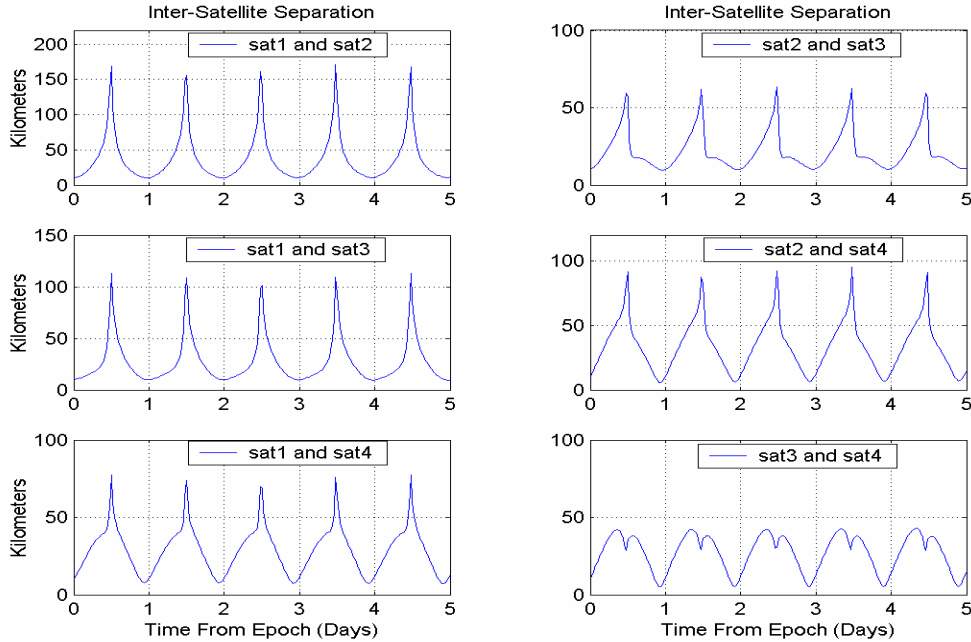 Inter-Satellite Separation
Kilometers
200
150
100
50
0
sat1 and sat2
0 1 2 3 4 5
Inter-Satellite Separation
100
50
0
sat2 and sat3
0 1 2 3 4 5
Kilometers
150
100
50
0
sat1 and sat3
0 1 2 3 4 5
100
50
0
sat2 and sat4
0 1 2 3 4 5
Kilometers
100
50
0
sat1 and sat4
0 1 2 3 4 5
Time From Epoch (Days)
100
50
0
sat3 and sat4
0 1 2 3 4 5
Time From Epoch (Days)